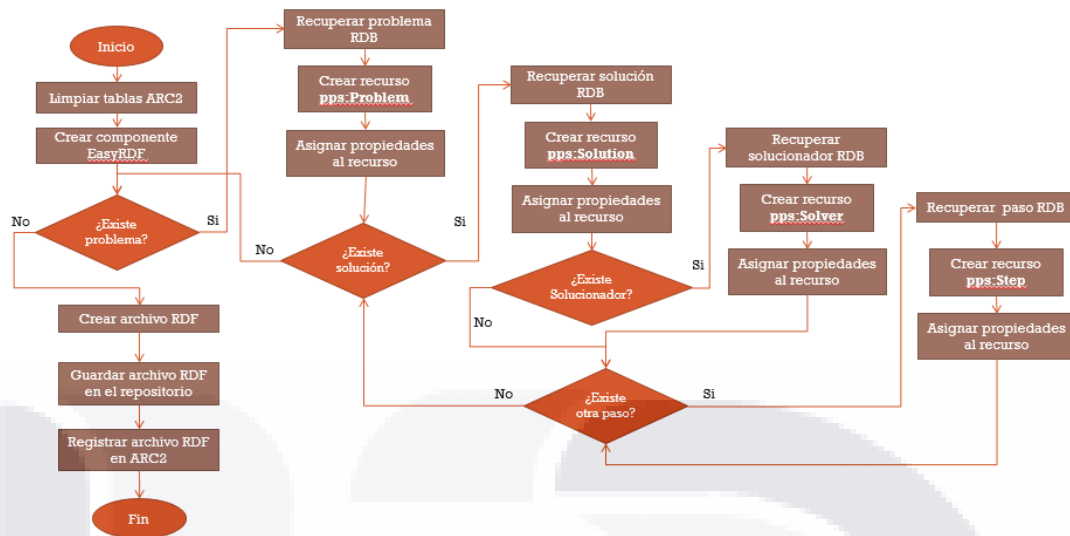 Inicio
Limpiar tablas ARC2
Crear componente
EasyRDF
¿Existe
problema?
No
Si
Crear archivo RDF
Guardar archivo RDF
en el repositorio
Registrar archivo RDF
en ARC2
Fin
Recuperar problema
RDB
Crear recurso
pps:Problem
Asignar propiedades
al recurso
¿Existe
solución?
No
Si
Recuperar solución
RDB
Crear recurso
pps:Solution
Asignar propiedades
al recurso
¿Existe
Solucionador?
No
Si
Recuperar
solucionador RDB
Crear recurso
pps:Solver
Asignar propiedades
al recurso
¿Existe
otra paso?
No
Si
Recuperar paso RDB
Crear recurso
pps:Step
Asignar propiedades
al recurso